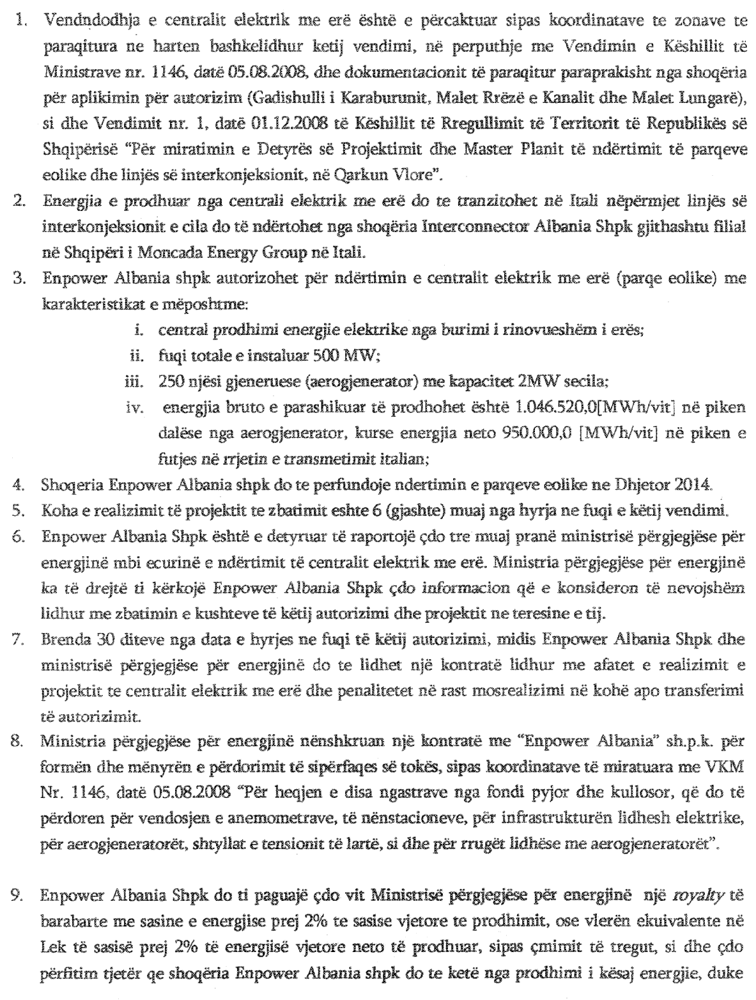 1. Vendndodhja e centralit elektrik me erë është e përcaktuar sipas koordinatave te zonave te
paraqitura ne harten bashkelidhur ketij vendimi, në perputhje me Vendimin e Këshillit të
Ministrave nr. 1146, datë 05.08.2008, dhe dokumentacionit të paraqitur paraprakisht nga shoqëria
për aplikimin për autorizim (Gadishulli i Karaburunit, Malet Rrëzë e Kanalit dhe Malet Lungarë),
si dhe Vendimit nr. 1, datë 01.12.2008 të Këshillit të Rregullimit të Territorit të Republikës së
Shqipërisë “Për miratimin e Detyrës së Projektimit dhe Master Planit të ndërtimit të parqeve
eolike dhe linjës së interkonjeksionit, në Qarkun Vlore”.
2. Energjia e prodhuar nga centrali elektrik me erë do te tranzitohet në Itali nëpërmjet linjës së
interkonjeksionit e cila do të ndërtohet nga shoqëria Interconnector Albania Shpk gjithashtu filial
në Shqipëri i Moncada Energy Group në Itali.
3. Enpower Albania shpk autorizohet për ndërtimin e centralit elektrik me erë (parqe eolike) me
karakteristikat e mëposhtme:
i. central prodhimi energjie elektrike nga burimi i rinovueshëm i erës;
ii. fuqi totale e instaluar 500 MW;
iii. 250 njësi gjeneruese (aerogjenerator) me kapacitet 2MW secila;
iv. energjia bruto e parashikuar të prodhohet është 1.046.520,0[MWh/vit] në piken
dalëse nga aerogjenerator, kurse energjia neto 950.000,0 [MWh/vit] në piken e
futjes në rrjetin e transmetimit italian;
4. Shoqeria Enpower Albania shpk do te perfundoje ndertimin e parqeve eolike ne Dhjetor 2014.
5. Koha e realizimit të projektit te zbatimit eshte 6 (gjashte) muaj nga hyrja ne fuqi e këtij vendimi.
6. Enpower Albania Shpk është e detyruar të raportojë çdo tre muaj pranë ministrisë përgjegjëse për
energjinë mbi ecurinë e ndërtimit të centralit elektrik me erë. Ministria përgjegjëse për energjinë
ka të drejtë ti kërkojë Enpower Albania Shpk çdo informacion që e konsideron të nevojshëm
lidhur me zbatimin e kushteve të këtij autorizimi dhe projektit ne teresine e tij.
7. Brenda 30 diteve nga data e hyrjes ne fuqi të këtij autorizimi, midis Enpower Albania Shpk dhe
ministrisë përgjegjëse për energjinë do te lidhet një kontratë lidhur me afatet e realizimit e
projektit te centralit elektrik me erë dhe penalitetet në rast mosrealizimi në kohë apo transferimi
të autorizimit.
8. Ministria përgjegjëse për energjinë nënshkruan një kontratë me “Enpower Albania” sh.p.k. për
formën dhe mënyrën e përdorimit të sipërfaqes së tokës, sipas koordinatave të miratuara me VKM
Nr. 1146, datë 05.08.2008 “Për heqjen e disa ngastrave nga fondi pyjor dhe kullosor, që do të
përdoren për vendosjen e anemometrave, të nënstacioneve, për infrastrukturën lidhesh elektrike,
për aerogjeneratorët, shtyllat e tensionit të lartë, si dhe për rrugët lidhëse me aerogjeneratorët”.
9. Enpower Albania Shpk do ti paguajë çdo vit Ministrisë përgjegjëse për energjinë një royalty të
barabarte me sasine e energjise prej 2% te sasise vjetore te prodhimit, ose vlerën ekuivalente në
Lek të sasisë prej 2% të energjisë vjetore neto të prodhuar, sipas çmimit të tregut, si dhe çdo
përfitim tjetër qe shoqëria Enpower Albania shpk do te ketë nga prodhimi i kësaj energjie, duke